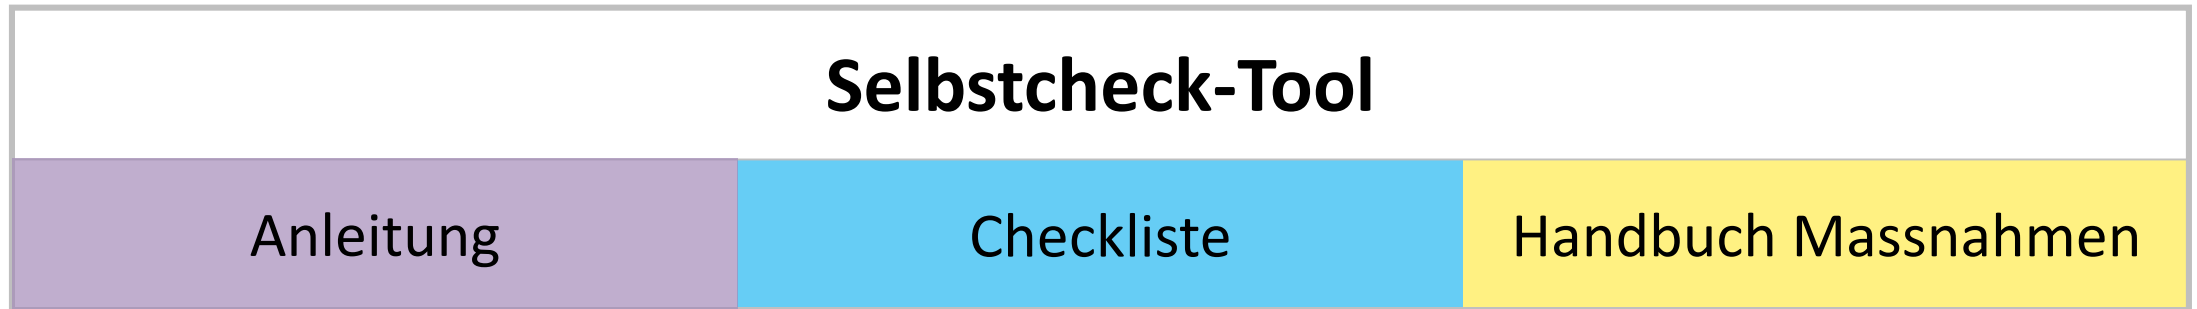 Selbstcheck-Tool
Anleitung Checkliste Handbuch Massnahmen